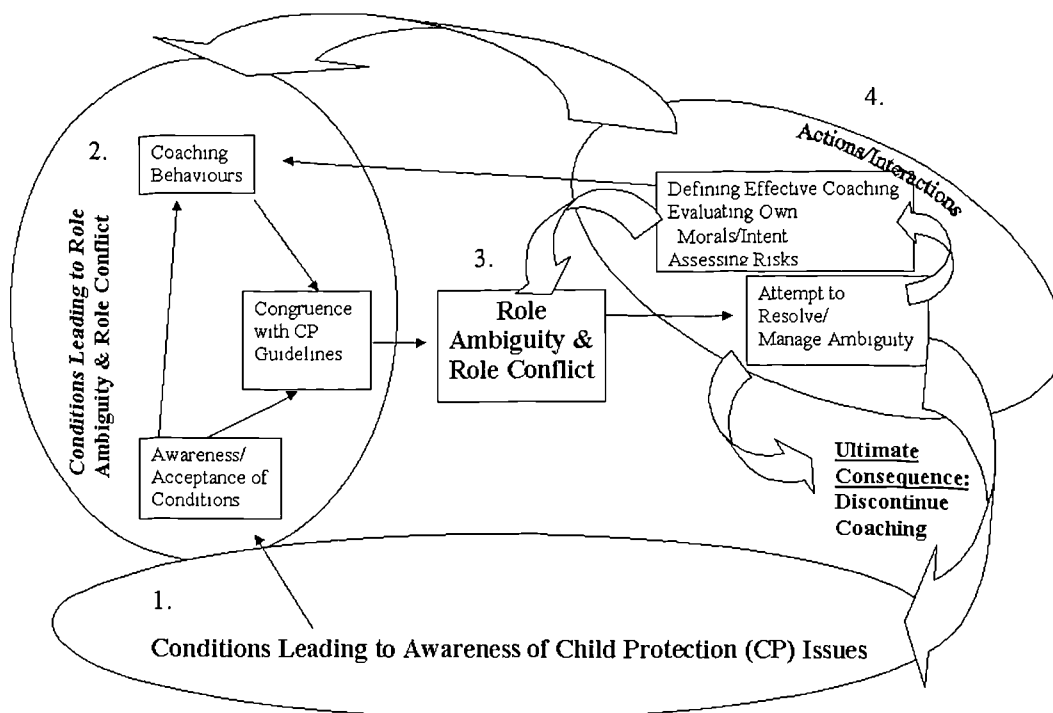 1.
Conditions Leading to Awareness of Child Protection (CP) Issues
2.
Conditions Leading to Role
Ambiguity & Role Conflict
Coaching
Behaviours
Congruence
with CP
Guidelines
Awareness/
Acceptance of
Conditions
3.
Role
Ambiguity &
Role Conflict
4.
Actions/Interactions
Defining Effective Coaching
Evaluating Own
Morals/Intent
Assessing Risks
Attempt to
Resolve/
Manage Ambiguity
Ultimate
Consequence:
Discontinue
Coaching